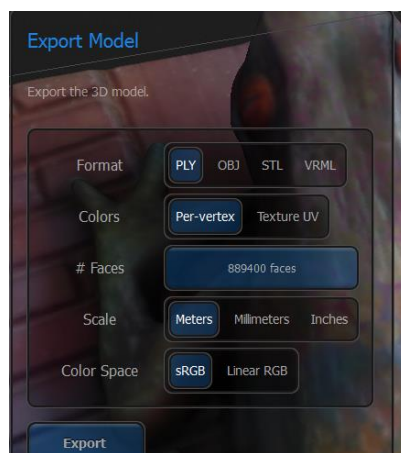 Export Model
Export the 3D model.
Format PLY OBJ STL VRML
Colors Per-vertex Texture UV
# Faces 889400 faces
Scale Meters Millimeters Inches
Color Space sRGB Linear RGB
Export